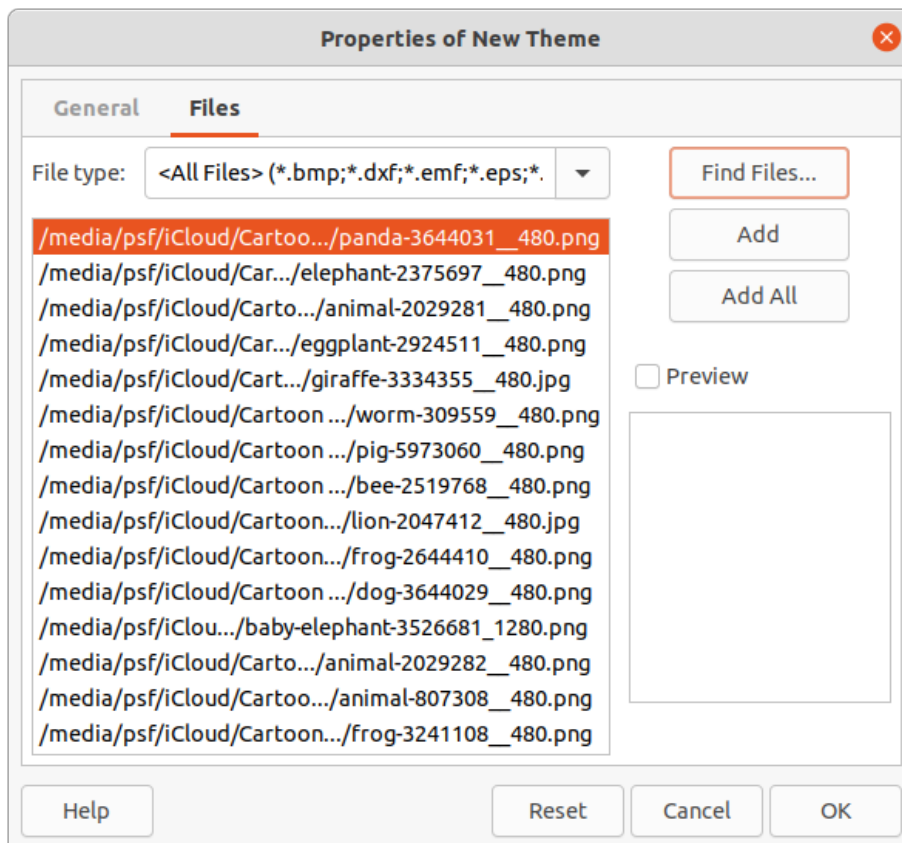 Properties of New Theme
General Files
File type: <All Files> (*.bmp;*.dxf;*.emf;*.eps;*.
Find Files...
/media/psf/iCloud/Cartoo.../panda-3644031__480.png
/media/psf/iCloud/Car.../elephant-2375697__480.png
/media/psf/iCloud/Carto.../animal-2029281__480.png
/media/psf/iCloud/Car.../eggplant-2924511__480.png
/media/psf/iCloud/Cart.../giraffe-3334355__480.jpg
/media/psf/iCloud/Cartoon .../worm-309559__480.png
/media/psf/iCloud/Cartoon .../pig-5973060__480.png
/media/psf/iCloud/Cartoon .../bee-2519768__480.png
/media/psf/iCloud/Cartoon.../lion-2047412__480.jpg
/media/psf/iCloud/Cartoon.../frog-2644410__480.png
/media/psf/iCloud/Cartoon .../dog-3644029__480.png
/media/psf/iClou.../baby-elephant-3526681_1280.png
/media/psf/iCloud/Carto.../animal-2029282__480.png
/media/psf/iCloud/Cartoo.../animal-807308__480.png
/media/psf/iCloud/Cartoon.../frog-3241108__480.png
Add
Add All
Preview
Help Reset Cancel OK